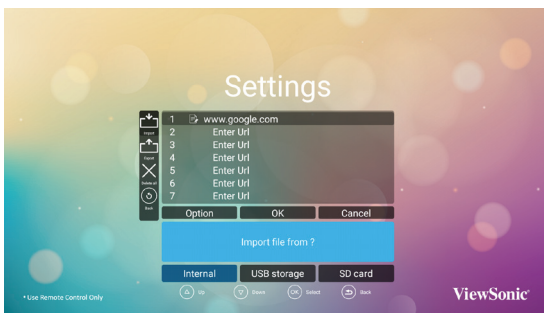 Settings
1 www.google.com
2 Enter Url
3 Enter Url
4 Enter Url
5 Enter Url
6 Enter Url
7 Enter Url
Import
Export
Delete all
Back
Option OK Cancel
Import file from ?
Internal USB storage SD card
Up Down OK Select Back
* Use Remote Control Only
ViewSonic